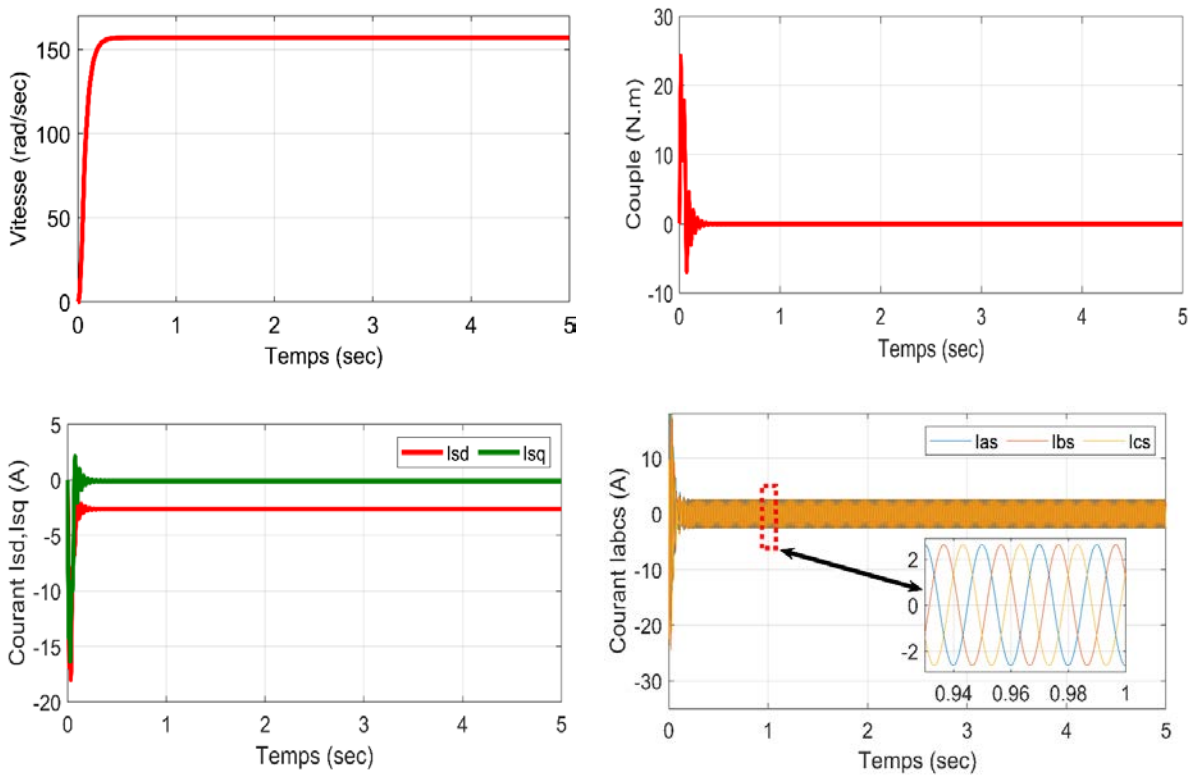 Vitesse (rad/sec)
150
100
50
0
0 1 2 3 4 5
Temps (sec)
Couple (N.m)
30
20
10
0
-10
0 1 2 3 4 5
Temps (sec)
Courant Isd,Isq (A)
5
0
-5
-10
-15
-20
Isd Isq
0 1 2 3 4 5
Temps (sec)
Courant Iabcs (A)
10
0
-10
-20
-30
Ias Ibs Ics
2
0
-2
0.94 0.96 0.98 1
0 1 2 3 4 5
Temps (sec)